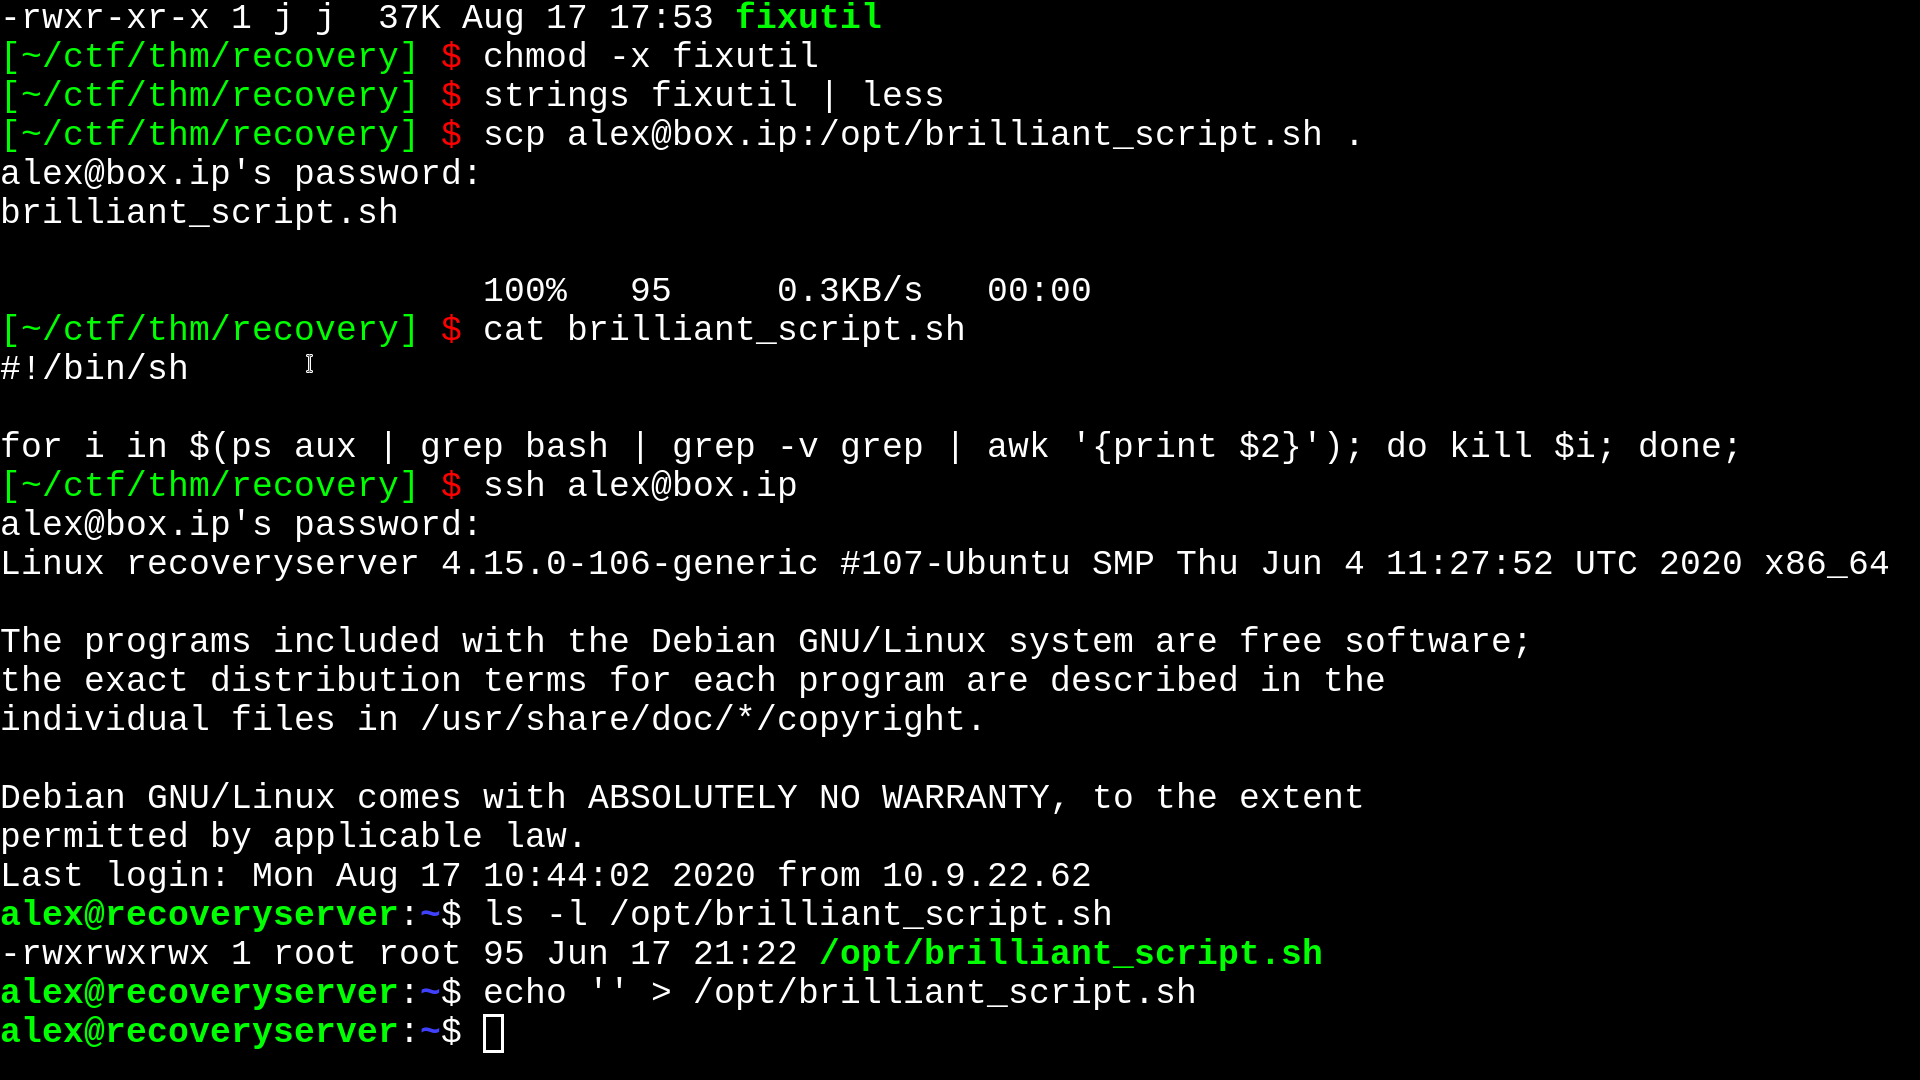 -rwxr-xr-x 1 j j  37K Aug 17 17:53 fixutil
[~/ctf/thm/recovery] $ chmod -x fixutil
[~/ctf/thm/recovery] $ strings fixutil | less
[~/ctf/thm/recovery] $ scp alex@box.ip:/opt/brilliant_script.sh .
alex@box.ip's password:
brilliant_script.sh
100%   95     0.3KB/s   00:00
[~/ctf/thm/recovery] $ cat brilliant_script.sh
#!/bin/sh
for i in $(ps aux | grep bash | grep -v grep | awk '{print $2}'); do kill $i; done;
[~/ctf/thm/recovery] $ ssh alex@box.ip
alex@box.ip's password:
Linux recoveryserver 4.15.0-106-generic #107-Ubuntu SMP Thu Jun 4 11:27:52 UTC 2020 x86_64
The programs included with the Debian GNU/Linux system are free software;
the exact distribution terms for each program are described in the
individual files in /usr/share/doc/*/copyright.
Debian GNU/Linux comes with ABSOLUTELY NO WARRANTY, to the extent
permitted by applicable law.
Last login: Mon Aug 17 10:44:02 2020 from 10.9.22.62
alex@recoveryserver:~$ ls -l /opt/brilliant_script.sh
-rwxrwxrwx 1 root root 95 Jun 17 21:22 /opt/brilliant_script.sh
alex@recoveryserver:~$ echo '' > /opt/brilliant_script.sh
alex@recoveryserver:~$